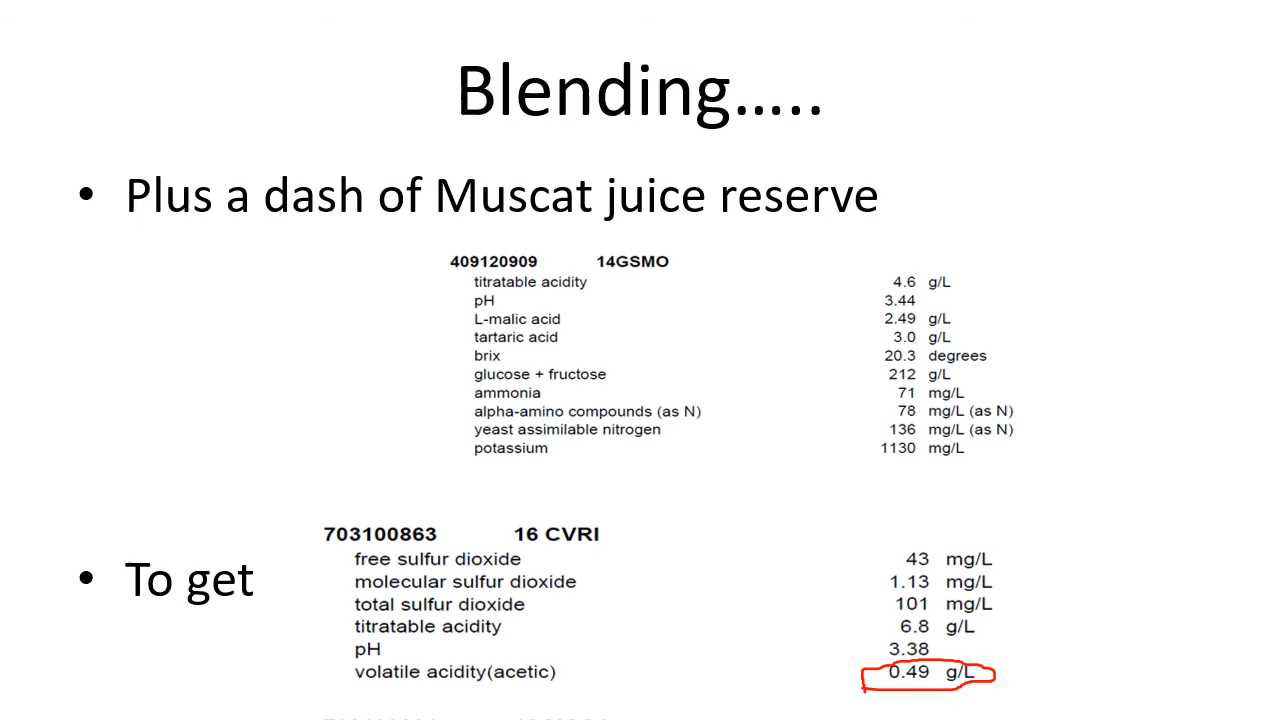 Blending…..
• Plus a dash of Muscat juice reserve
409120909 14GSMO
titratable acidity 4.6 g/L
pH 3.44
L-malic acid 2.49 g/L
tartaric acid 3.0 g/L
brix 20.3 degrees
glucose + fructose 212 g/L
ammonia 71 mg/L
alpha-amino compounds (as N) 78 mg/L (as N)
yeast assimilable nitrogen 136 mg/L (as N)
potassium 1130 mg/L
• To get
703100863 16 CVRI
free sulfur dioxide 43 mg/L
molecular sulfur dioxide 1.13 mg/L
total sulfur dioxide 101 mg/L
titratable acidity 6.8 g/L
pH 3.38
volatile acidity(acetic) 0.49 g/L